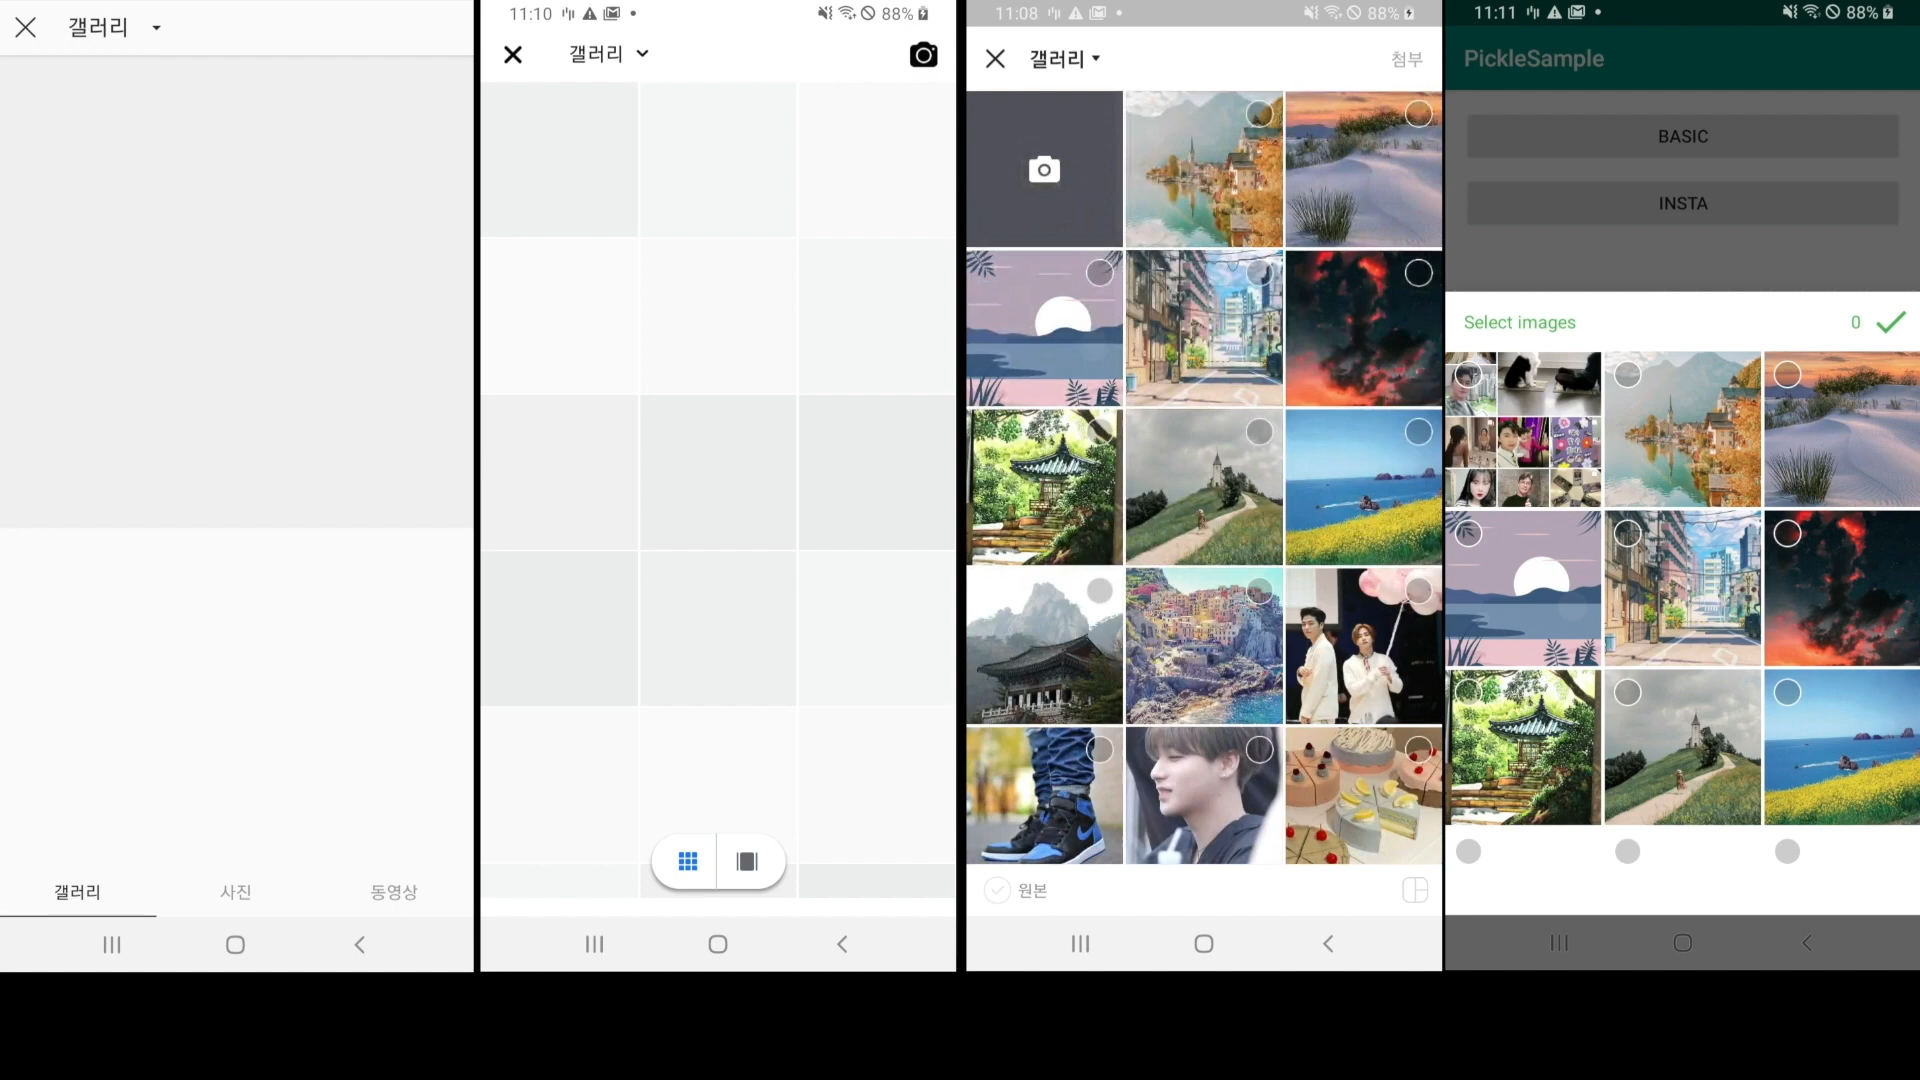 갤러리
갤러리 사진 동영상
11:10 88%
갤러리
11:08 88%
갤러리 첨부
원본
11:11 88%
PickleSample
BASIC
INSTA
Select images 0